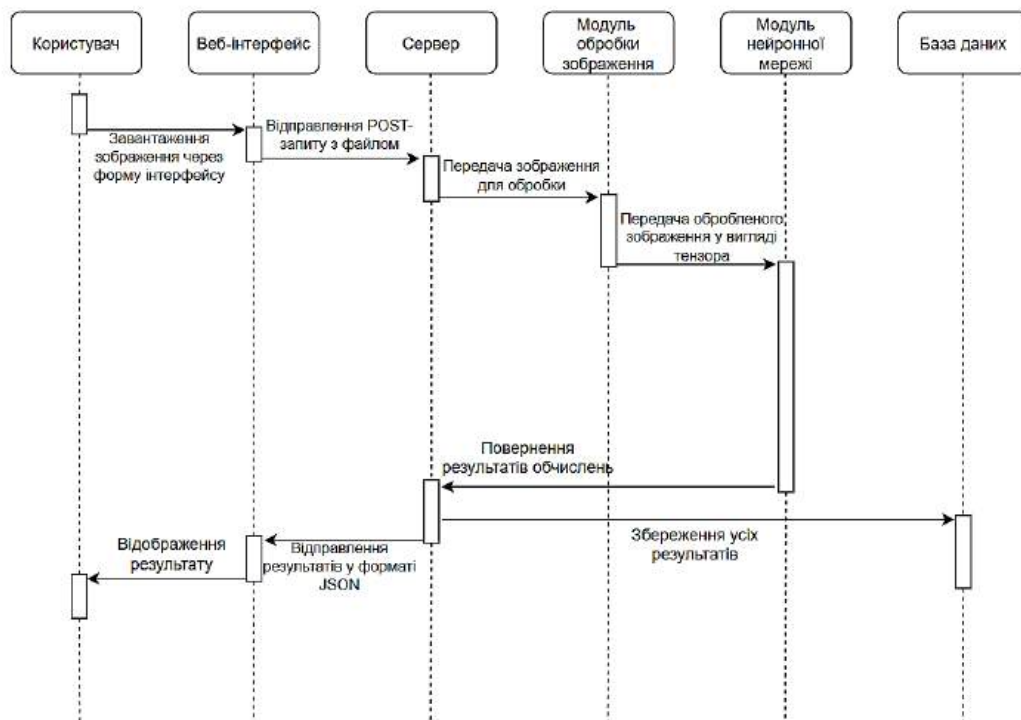 Користувач
Веб-інтерфейс
Сервер
Модуль
обробки
зображення
Модуль
нейронної
мережі
База даних
Завантаження
зображення через
форму інтерфейсу
Відправлення POST-
запиту з файлом
Передача зображення
для обробки
Передача обробленого
зображення у вигляді
тензора
Повернення
результатів обчислень
Збереження усіх
результатів
Відправлення
результатів у форматі
JSON
Відображення
результату